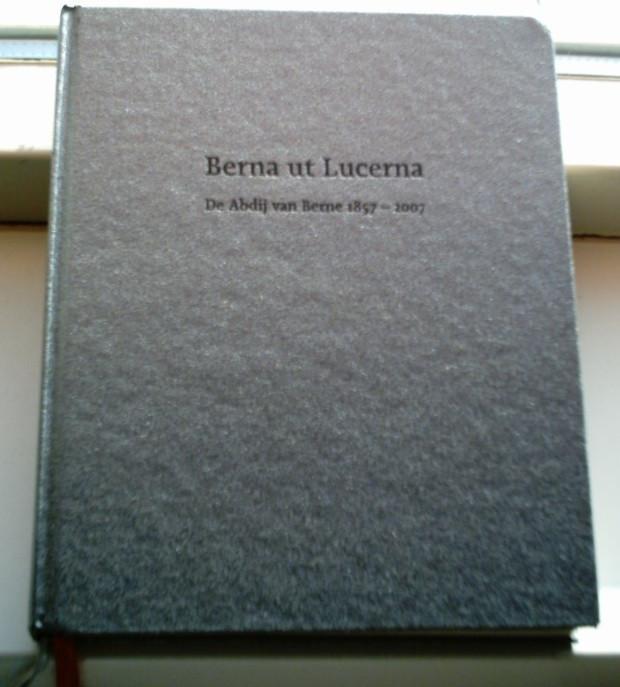 Berna ut Lucerna
De Abdij van Berne 1857 – 2007